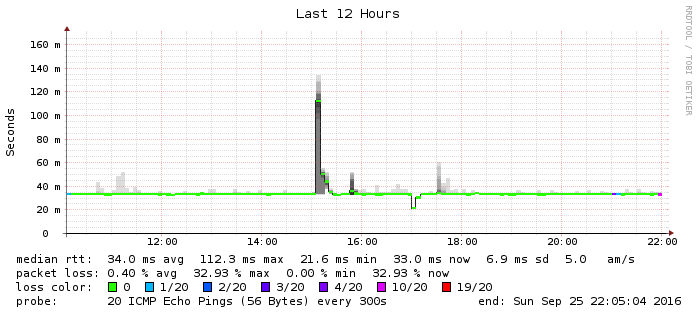 Last 12 Hours
RRDTOOL / TOBI OETIKER
Seconds
160 m
140 m
120 m
100 m
80 m
60 m
40 m
20 m
0
12:00 14:00 16:00 18:00 20:00 22:00
median rtt: 34.0 ms avg 112.3 ms max 21.6 ms min 33.0 ms now 6.9 ms sd 5.0 am/s
packet loss: 0.40 % avg 32.93 % max 0.00 % min 32.93 % now
loss color: 0 1/20 2/20 3/20 4/20 10/20 19/20
probe: 20 ICMP Echo Pings (56 Bytes) every 300s end: Sun Sep 25 22:05:04 2016